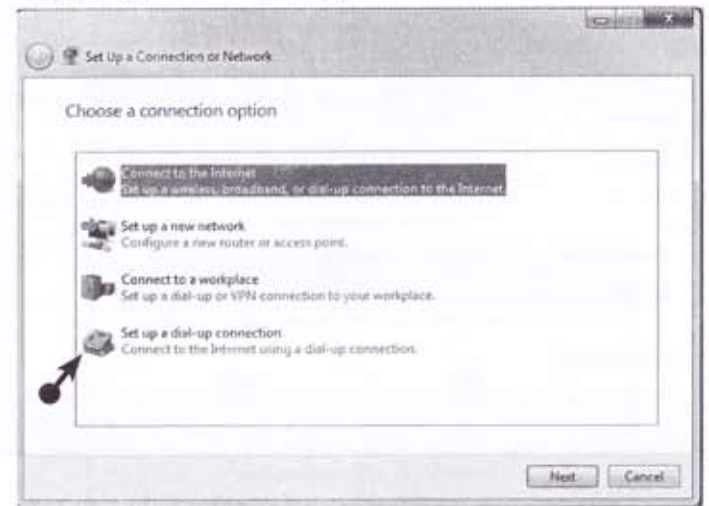 Set Up a Connection or Network
Choose a connection option
Connect to the Internet
Set up a wireless, broadband, or dial-up connection to the Internet.
Set up a new network
Configure a new router or access point.
Connect to a workplace
Set up a dial-up or VPN connection to your workplace.
Set up a dial-up connection
Connect to the Internet using a dial-up connection.
Next
Cancel